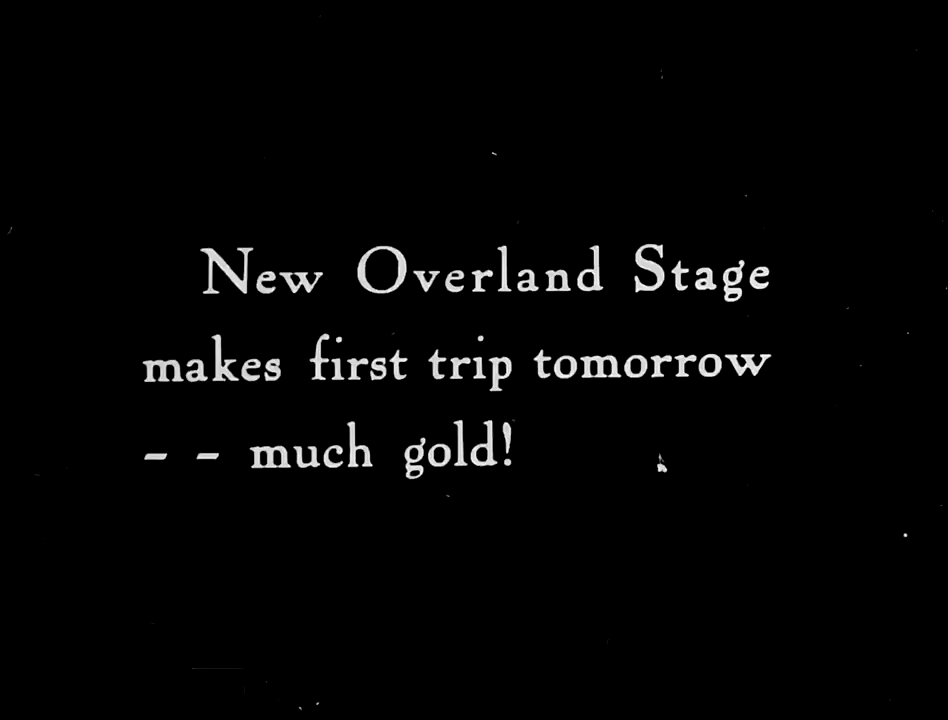 New Overland Stage
makes first trip tomorrow
- - much gold!